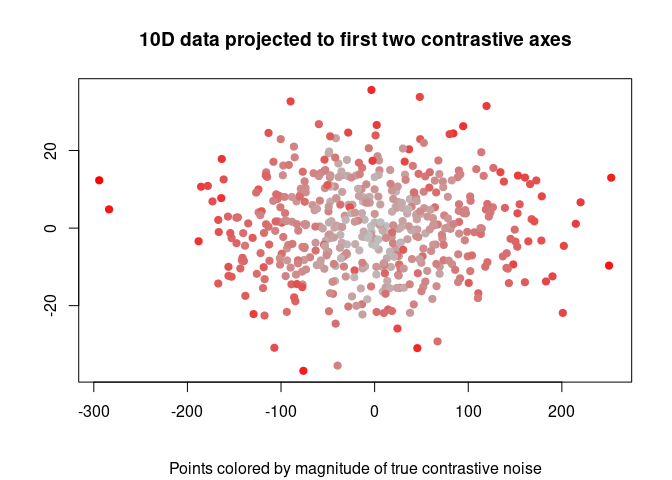 10D data projected to first two contrastive axes
20
0
-20
-300 -200 -100 0 100 200
Points colored by magnitude of true contrastive noise